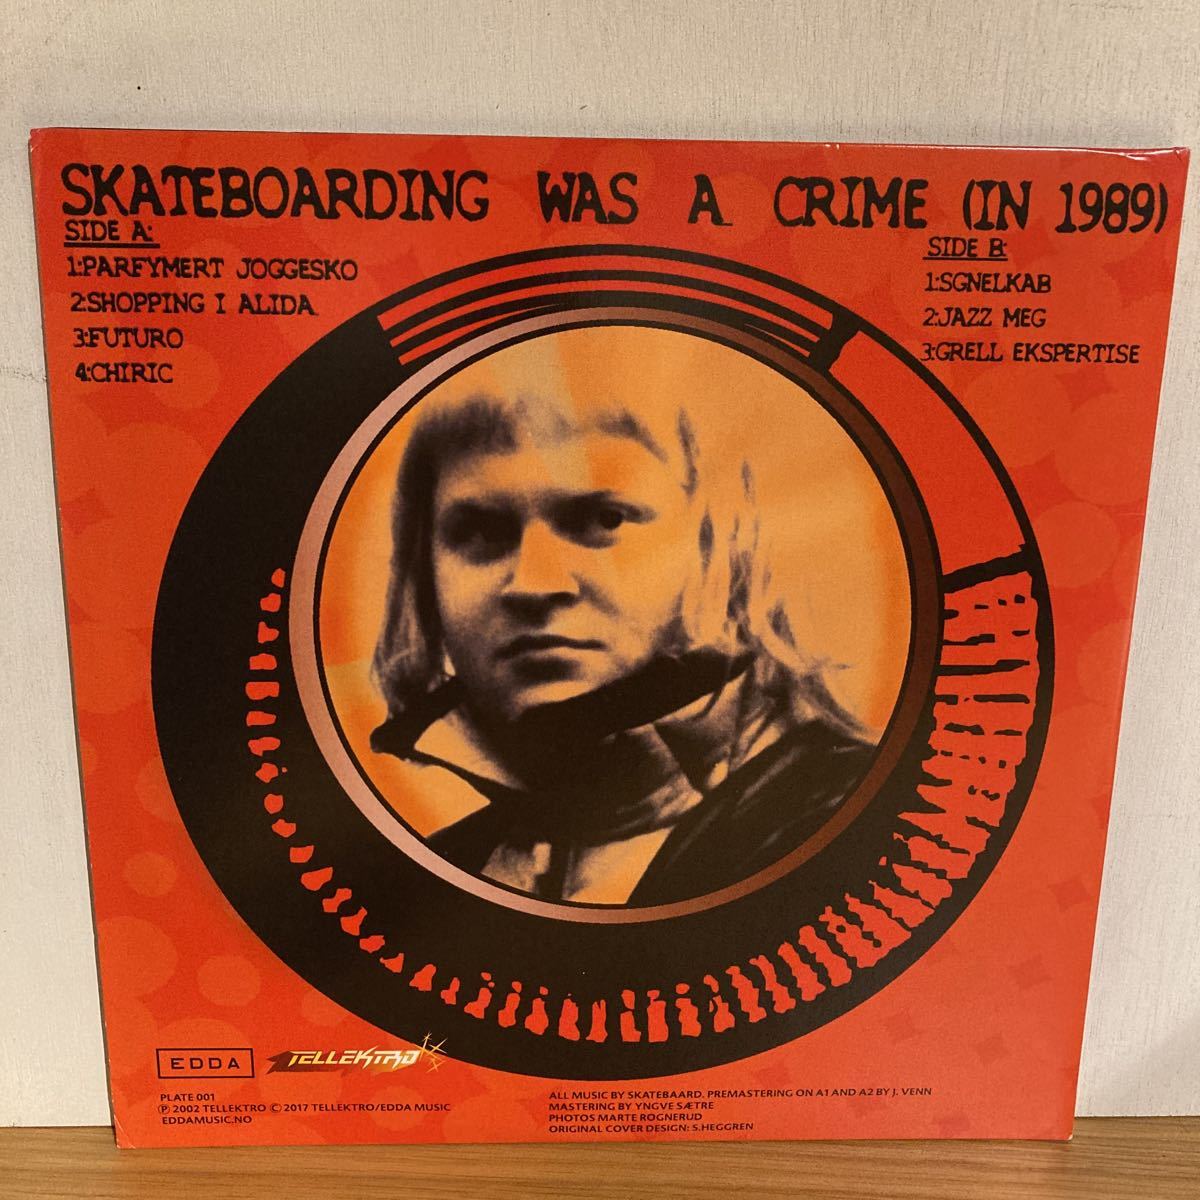 SKATEBOARDING WAS A CRIME (IN 1989)
SIDE A:
1:PARFYMERT JOGGESKO
2:SHOPPING I ALIDA
3:FUTURO
4:CHIRIC
SIDE B:
1:SGNELKAB
2:JAZZ MEG
3:GRELL EKSPERTISE
EDDA
TELLEKTRO
PLATE 001
Ⓟ 2002 TELLEKTRO © 2017 TELLEKTRO/EDDA MUSIC
EDDAMUSIC.NO
ALL MUSIC BY SKATEBAARD. PREMASTERING ON A1 AND A2 BY J. VENN
MASTERING BY YNGVE SÆTRE
PHOTOS MARTE ROGNERUD
ORIGINAL COVER DESIGN: S.HEGGREN